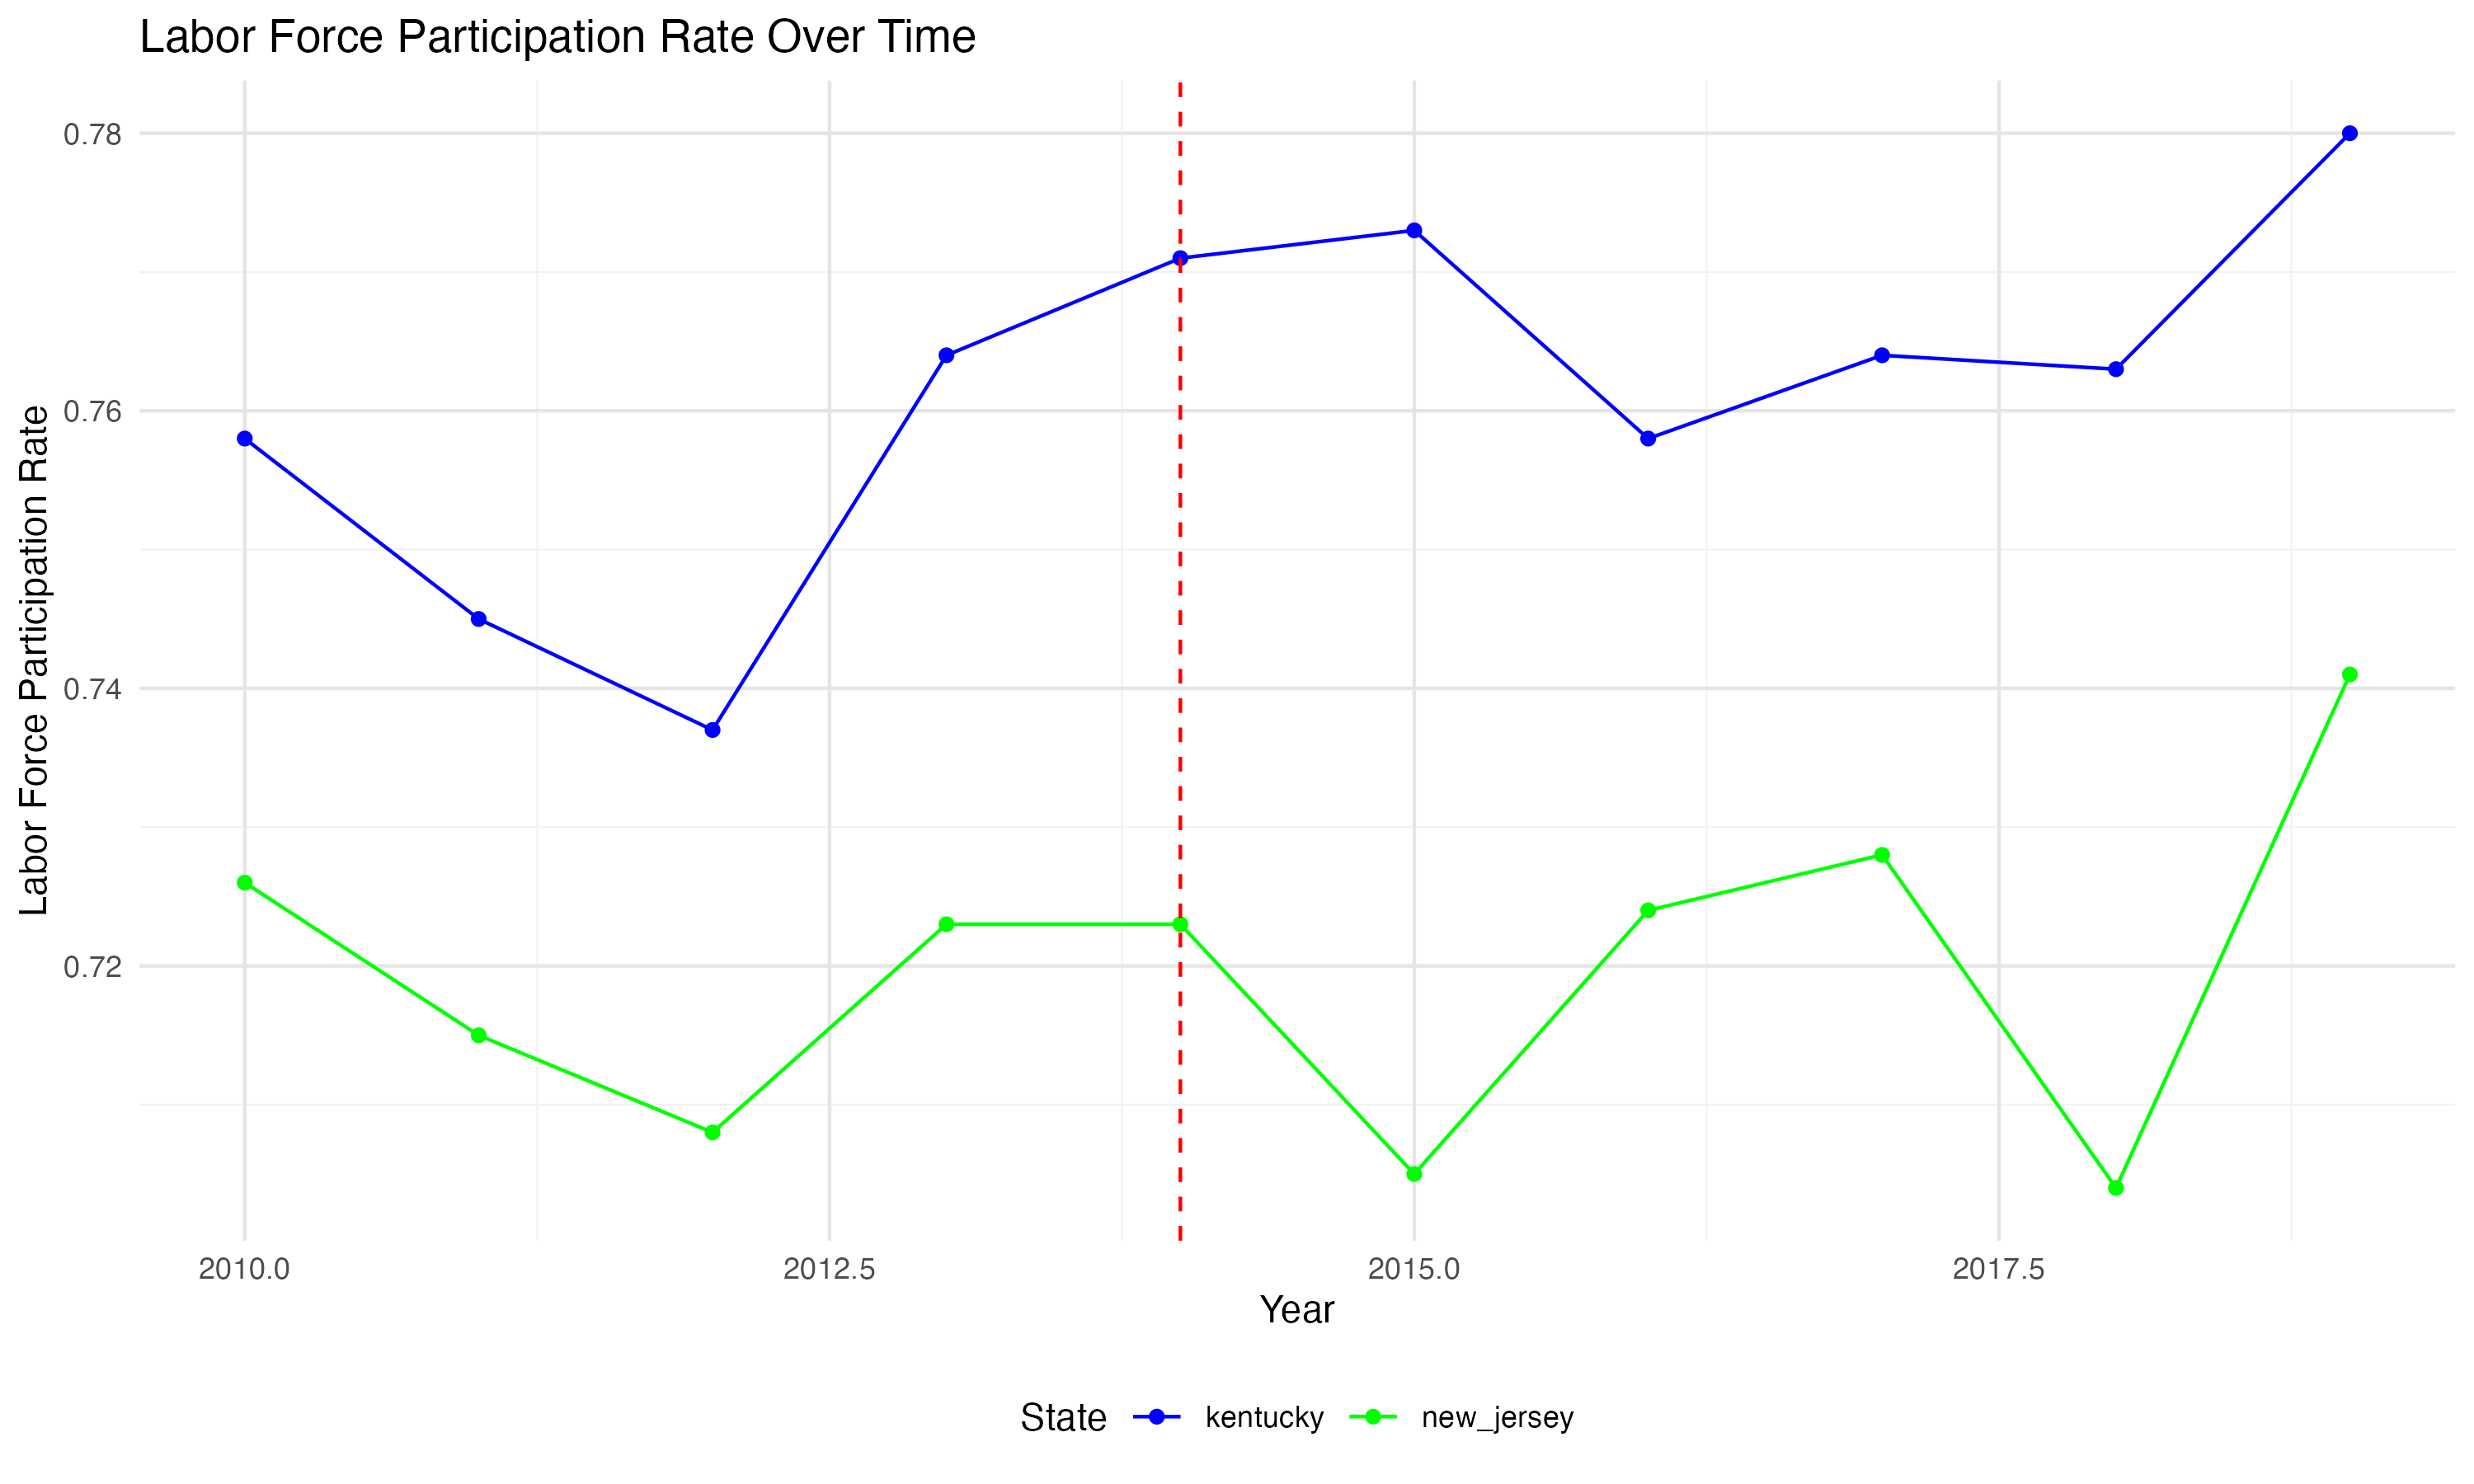 Labor Force Participation Rate Over Time
Labor Force Participation Rate
0.78
0.76
0.74
0.72
2010.0
2012.5
2015.0
2017.5
Year
State
kentucky
new_jersey